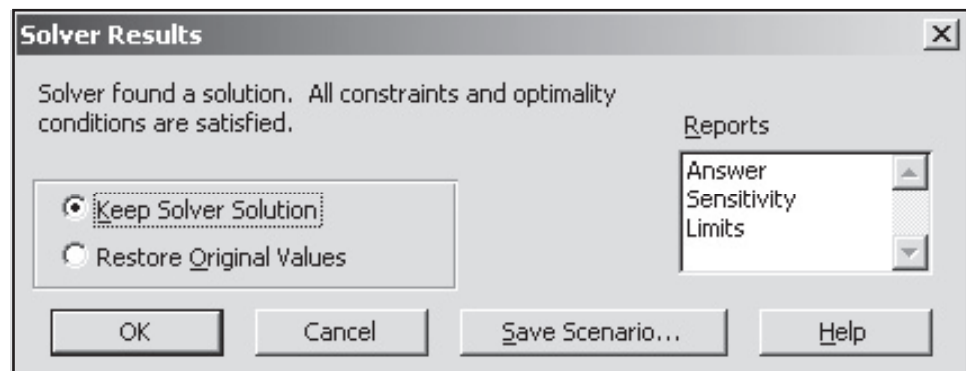 Solver Results
Solver found a solution. All constraints and optimality
conditions are satisfied.
Reports
Answer
Sensitivity
Limits
Keep Solver Solution
Restore Original Values
OK
Cancel
Save Scenario...
Help